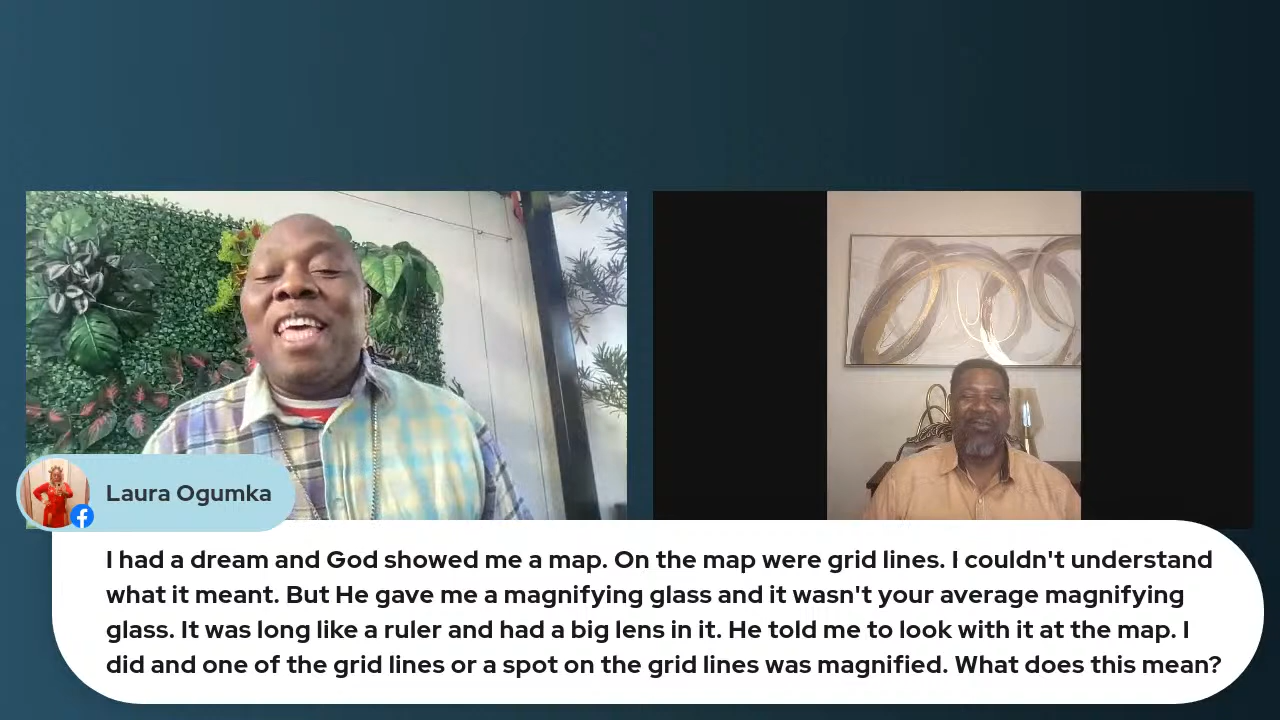 Laura Ogumka
I had a dream and God showed me a map. On the map were grid lines. I couldn't understand
what it meant. But He gave me a magnifying glass and it wasn't your average magnifying
glass. It was long like a ruler and had a big lens in it. He told me to look with it at the map. I
did and one of the grid lines or a spot on the grid lines was magnified. What does this mean?